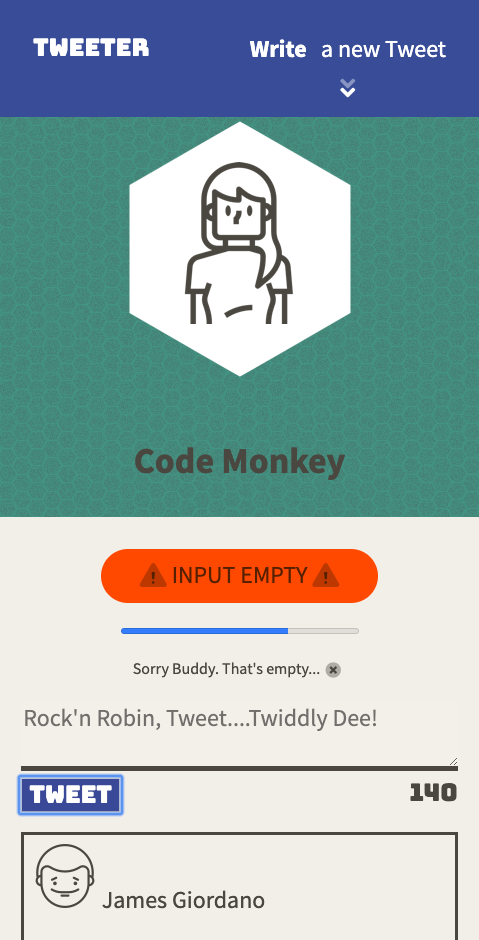 TWEETER
Write a new Tweet
Code Monkey
INPUT EMPTY
Sorry Buddy. That's empty...
Rock'n Robin, Tweet....Twiddly Dee!
TWEET
140
James Giordano